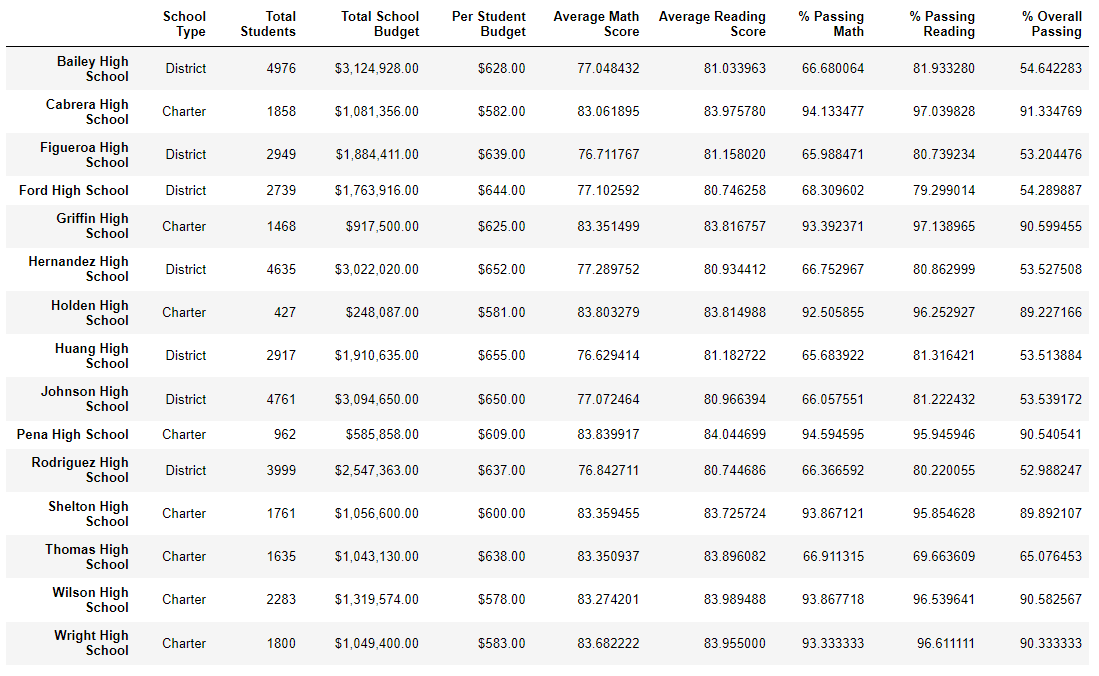 School Type Total Students Total School Budget Per Student Budget Average Math Score Average Reading Score % Passing Math % Passing Reading % Overall Passing
Bailey High School District 4976 $3,124,928.00 $628.00 77.048432 81.033963 66.680064 81.933280 54.642283
Cabrera High School Charter 1858 $1,081,356.00 $582.00 83.061895 83.975780 94.133477 97.039828 91.334769
Figueroa High School District 2949 $1,884,411.00 $639.00 76.711767 81.158020 65.988471 80.739234 53.204476
Ford High School District 2739 $1,763,916.00 $644.00 77.102592 80.746258 68.309602 79.299014 54.289887
Griffin High School Charter 1468 $917,500.00 $625.00 83.351499 83.816757 93.392371 97.138965 90.599455
Hernandez High School District 4635 $3,022,020.00 $652.00 77.289752 80.934412 66.752967 80.862999 53.527508
Holden High School Charter 427 $248,087.00 $581.00 83.803279 83.814988 92.505855 96.252927 89.227166
Huang High School District 2917 $1,910,635.00 $655.00 76.629414 81.182722 65.683922 81.316421 53.513884
Johnson High School District 4761 $3,094,650.00 $650.00 77.072464 80.966394 66.057551 81.222432 53.539172
Pena High School Charter 962 $585,858.00 $609.00 83.839917 84.044699 94.594595 95.945946 90.540541
Rodriguez High School District 3999 $2,547,363.00 $637.00 76.842711 80.744686 66.366592 80.220055 52.988247
Shelton High School Charter 1761 $1,056,600.00 $600.00 83.359455 83.725724 93.867121 95.854628 89.892107
Thomas High School Charter 1635 $1,043,130.00 $638.00 83.350937 83.896082 66.911315 69.663609 65.076453
Wilson High School Charter 2283 $1,319,574.00 $578.00 83.274201 83.989488 93.867718 96.539641 90.582567
Wright High School Charter 1800 $1,049,400.00 $583.00 83.682222 83.955000 93.333333 96.611111 90.333333